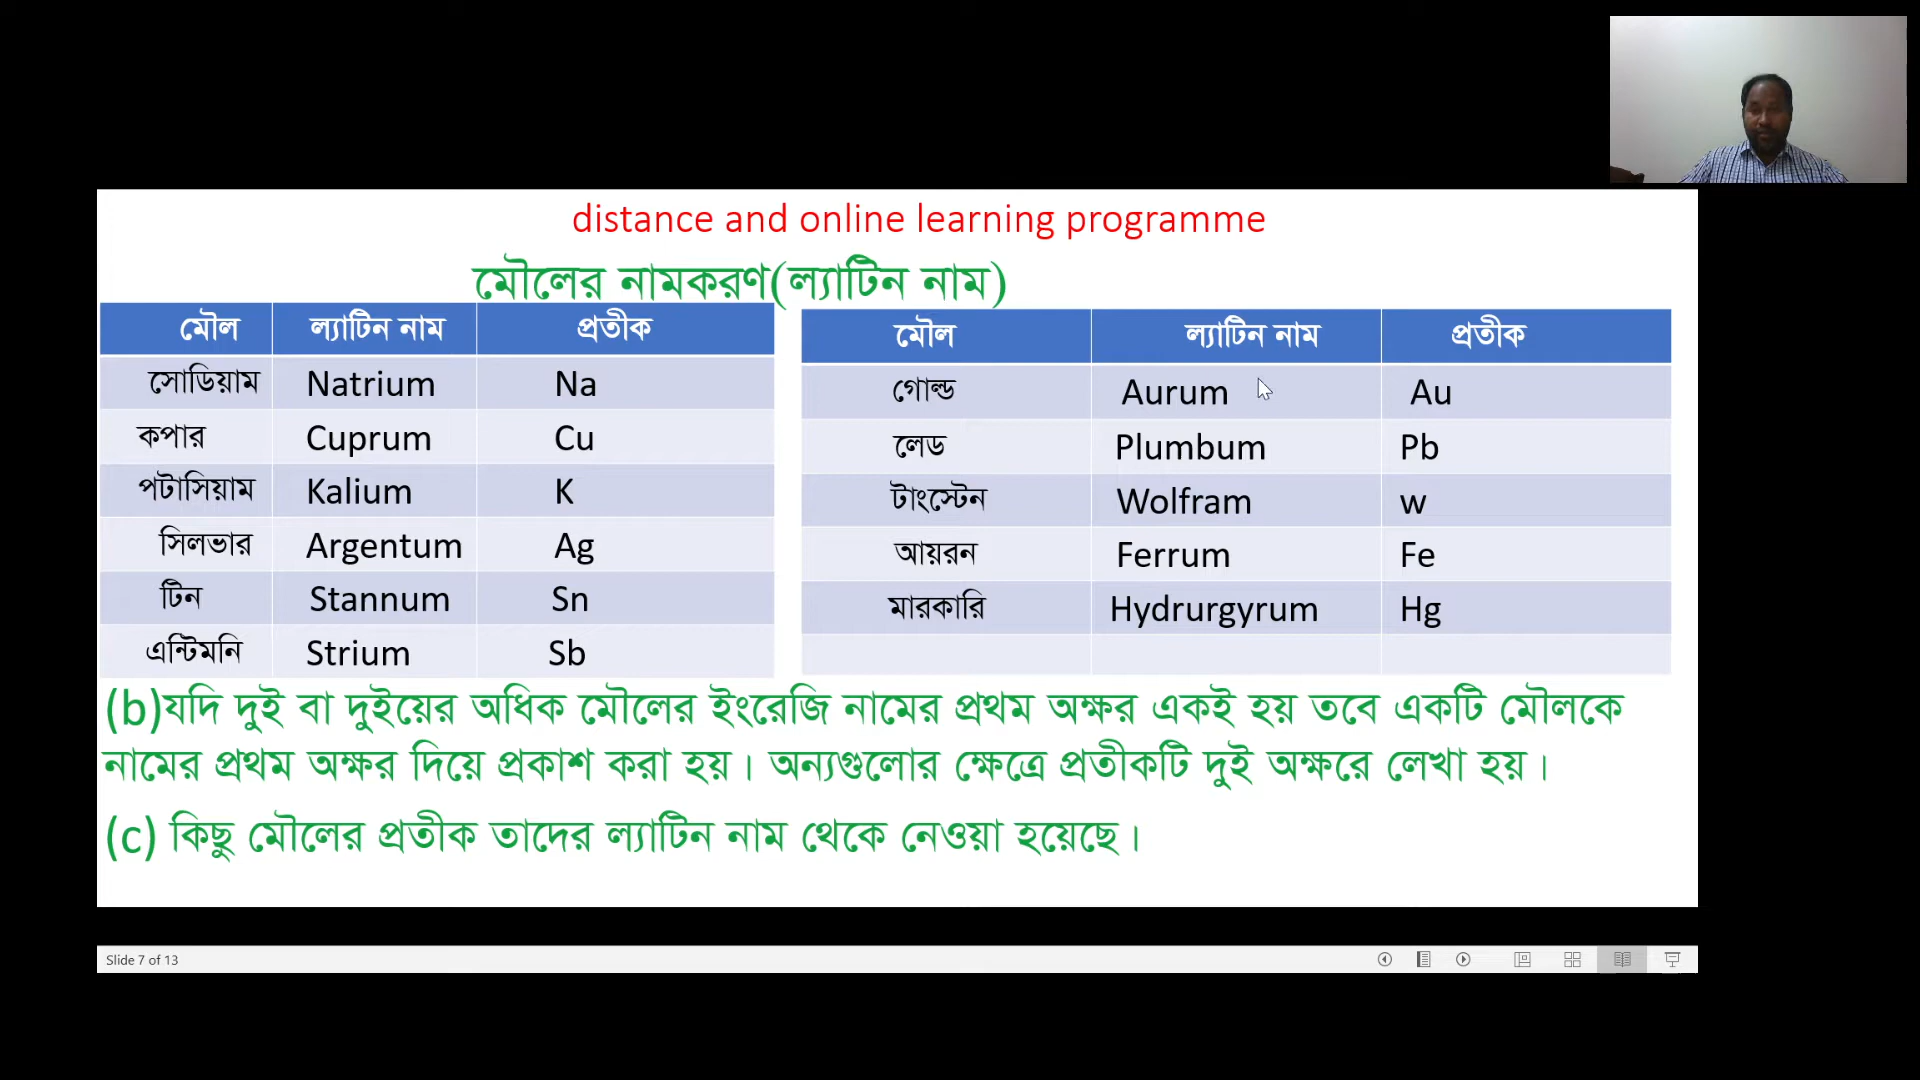 distance and online learning programme
মৌলের নামকরণ(ল্যাটিন নাম)
মৌল ল্যাটিন নাম প্রতীক
সোডিয়াম Natrium Na
কপার Cuprum Cu
পটাসিয়াম Kalium K
সিলভার Argentum Ag
টিন Stannum Sn
এন্টিমনি Strium Sb
মৌল ল্যাটিন নাম প্রতীক
গোল্ড Aurum Au
লেড Plumbum Pb
টাংস্টেন Wolfram w
আয়রন Ferrum Fe
মারকারি Hydrurgyrum Hg
(b)যদি দুই বা দুইয়ের অধিক মৌলের ইংরেজি নামের প্রথম অক্ষর একই হয় তবে একটি মৌলকে
নামের প্রথম অক্ষর দিয়ে প্রকাশ করা হয়। অন্যগুলোর ক্ষেত্রে প্রতীকটি দুই অক্ষরে লেখা হয়।
(c) কিছু মৌলের প্রতীক তাদের ল্যাটিন নাম থেকে নেওয়া হয়েছে।
Slide 7 of 13